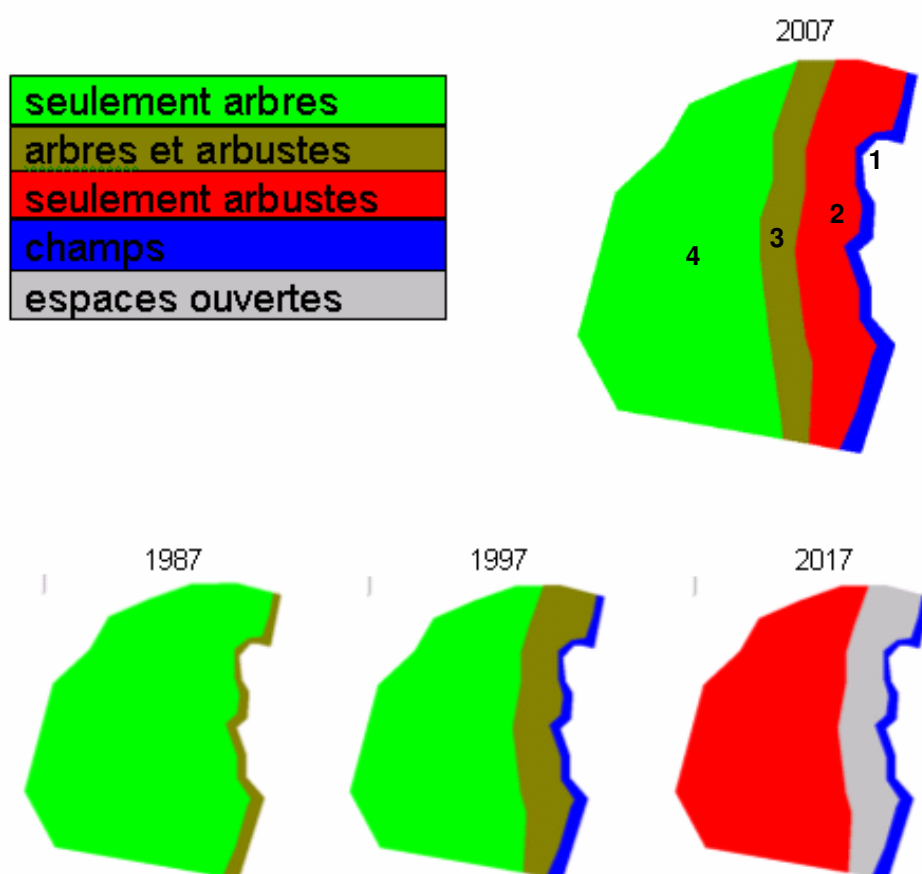 2007
seulement arbres
arbres et arbustes
seulement arbustes
champs
espaces ouvertes
1
2
3
4
1987
1997
2017